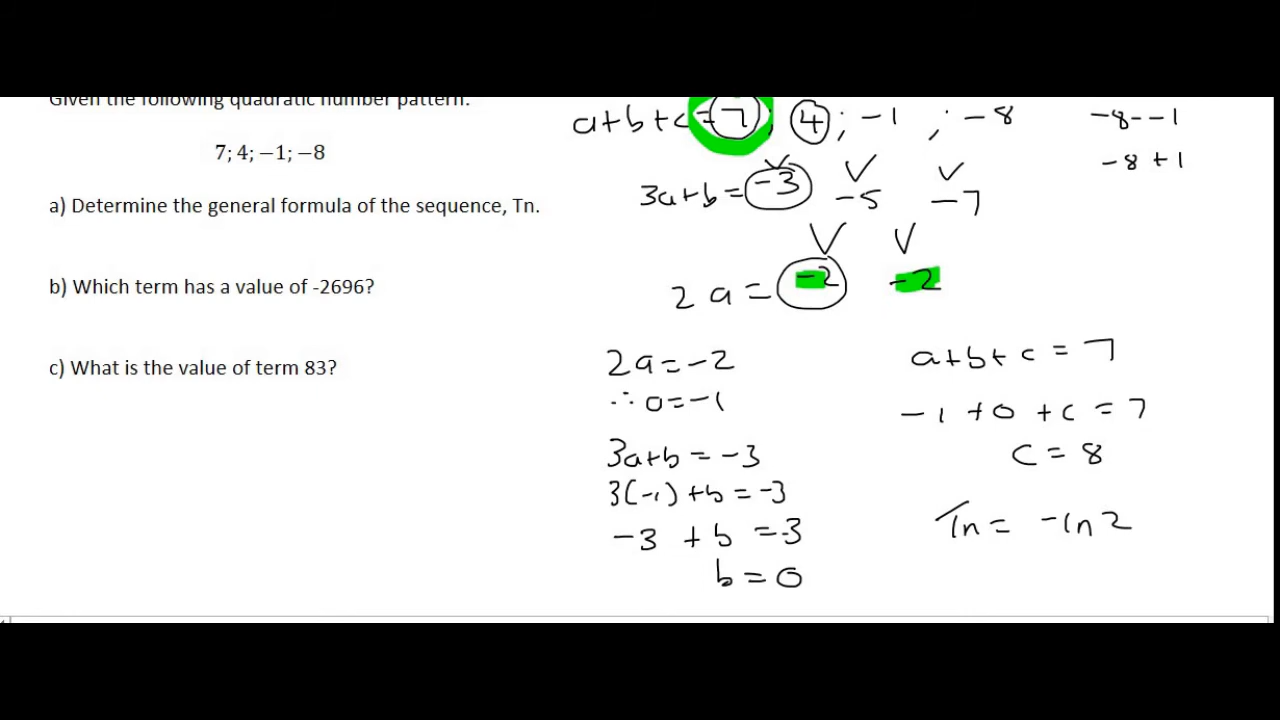 Given the following quadratic number pattern.
7; 4; −1; −8
a) Determine the general formula of the sequence, Tn.
b) Which term has a value of -2696?
c) What is the value of term 83?
a+b+c=7; 4; -1; -8
3a+b=-3 -5 -7
2a=-2 -2
-8--1
-8+1
2a=-2
∴a=-1
3a+b=-3
3(-1)+b=-3
-3+b=-3
b=0
a+b+c=7
-1+0+c=7
c=8
Tn=-1n2